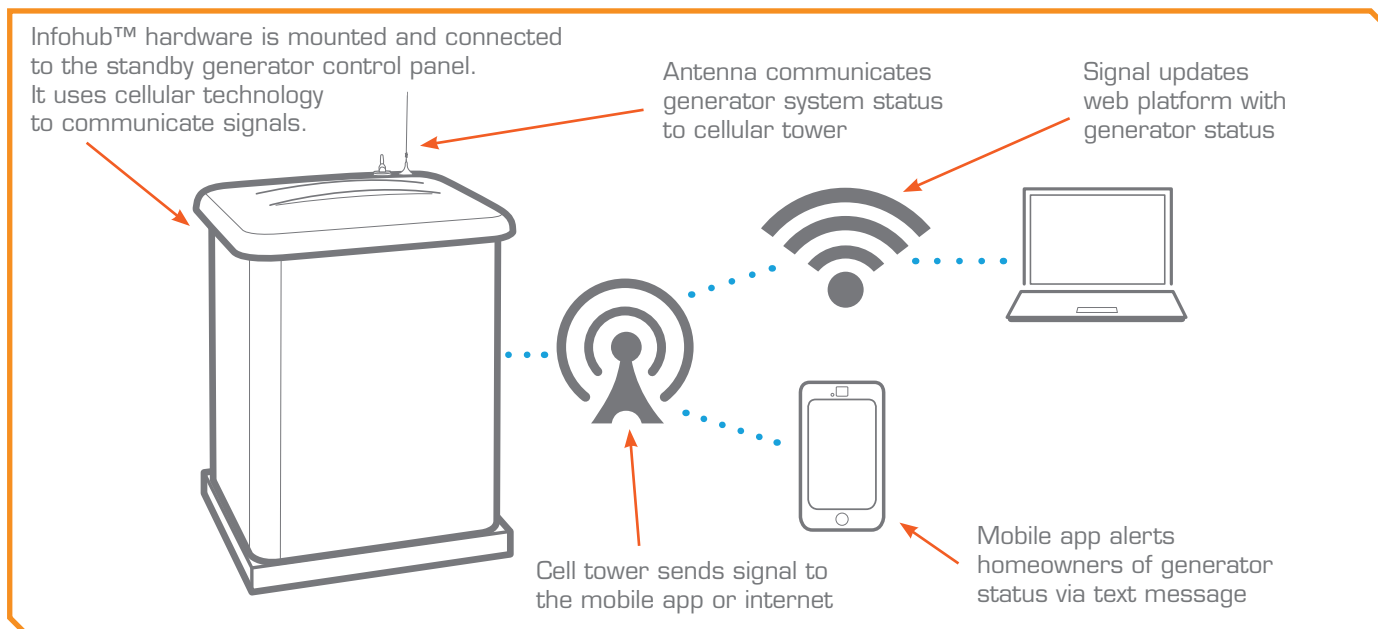 Infohub™ hardware is mounted and connected
to the standby generator control panel.
It uses cellular technology
to communicate signals.
Antenna communicates
generator system status
to cellular tower
Signal updates
web platform with
generator status
Cell tower sends signal to
the mobile app or internet
Mobile app alerts
homeowners of generator
status via text message